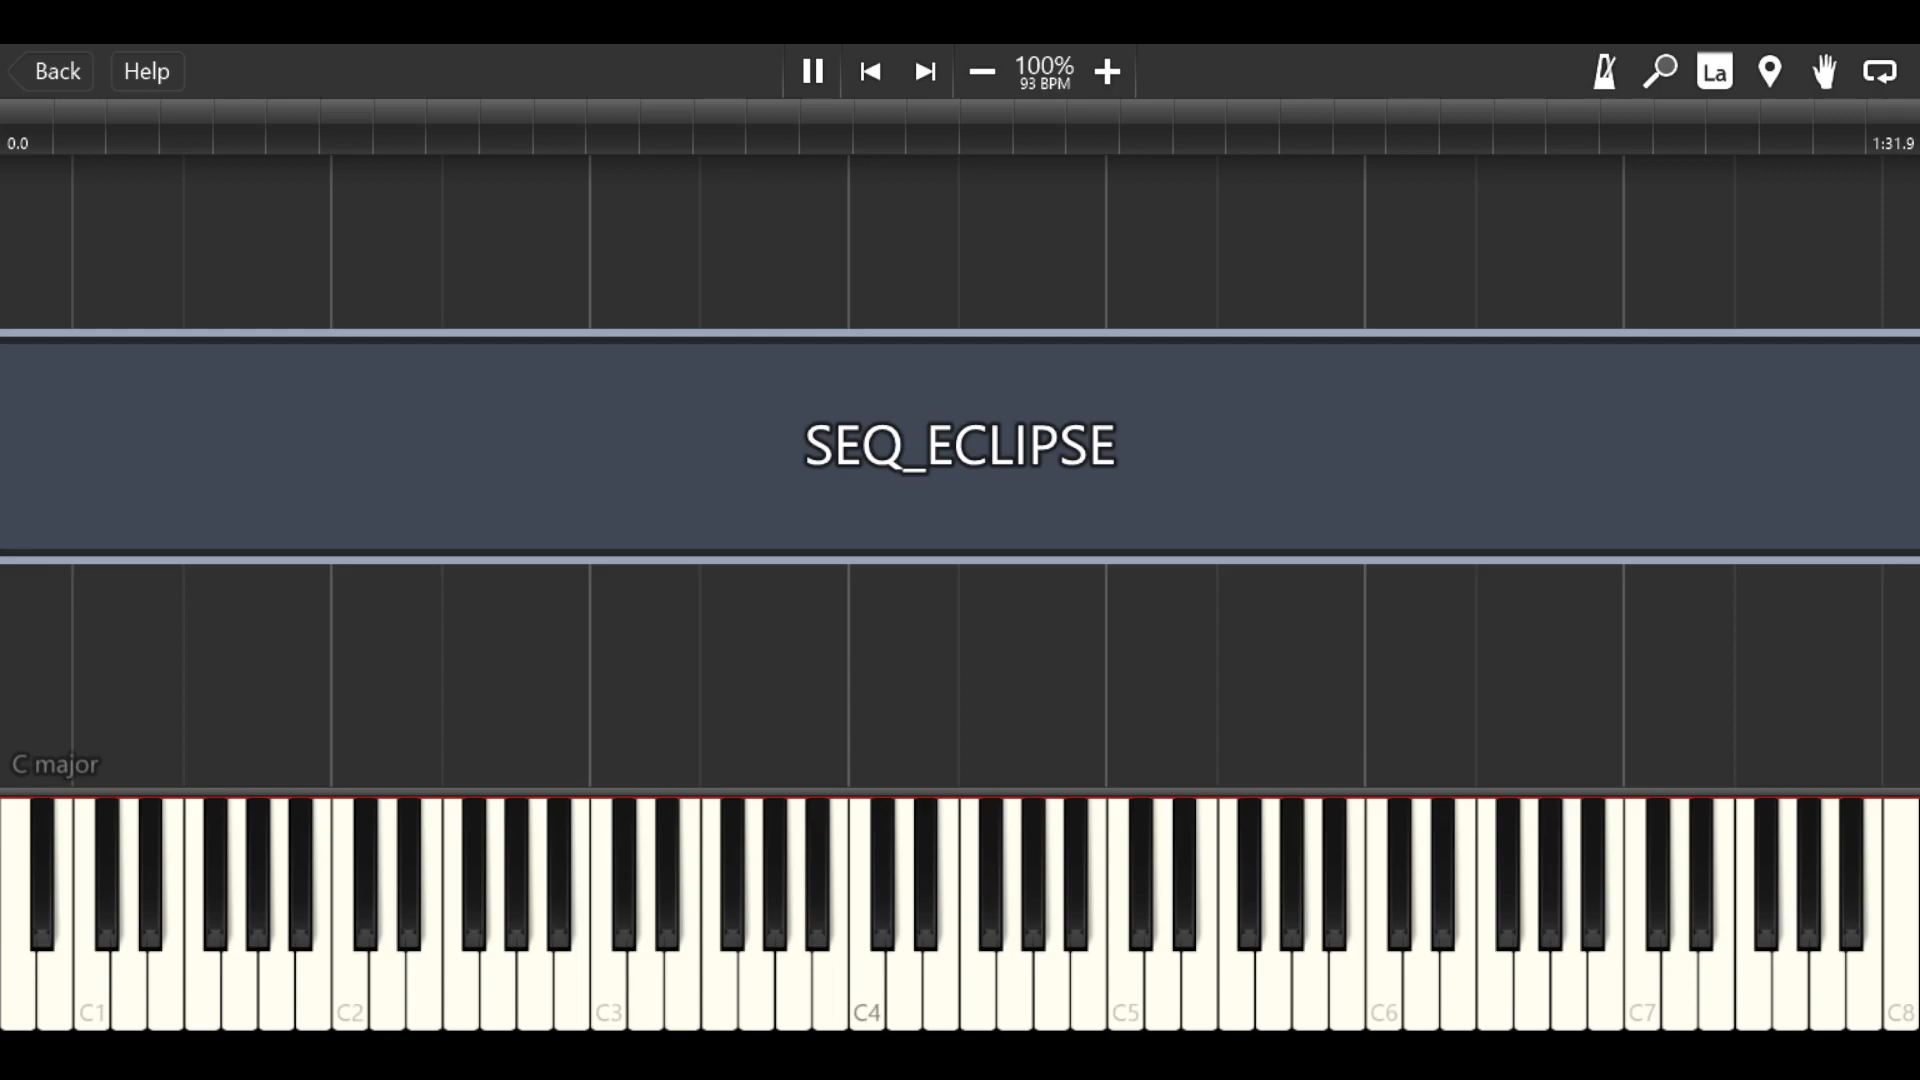 Back Help 100%
93 BPM
La
0.0 1:31.9
SEQ_ECLIPSE
C major
C1 C2 C3 C4 C5 C6 C7 C8